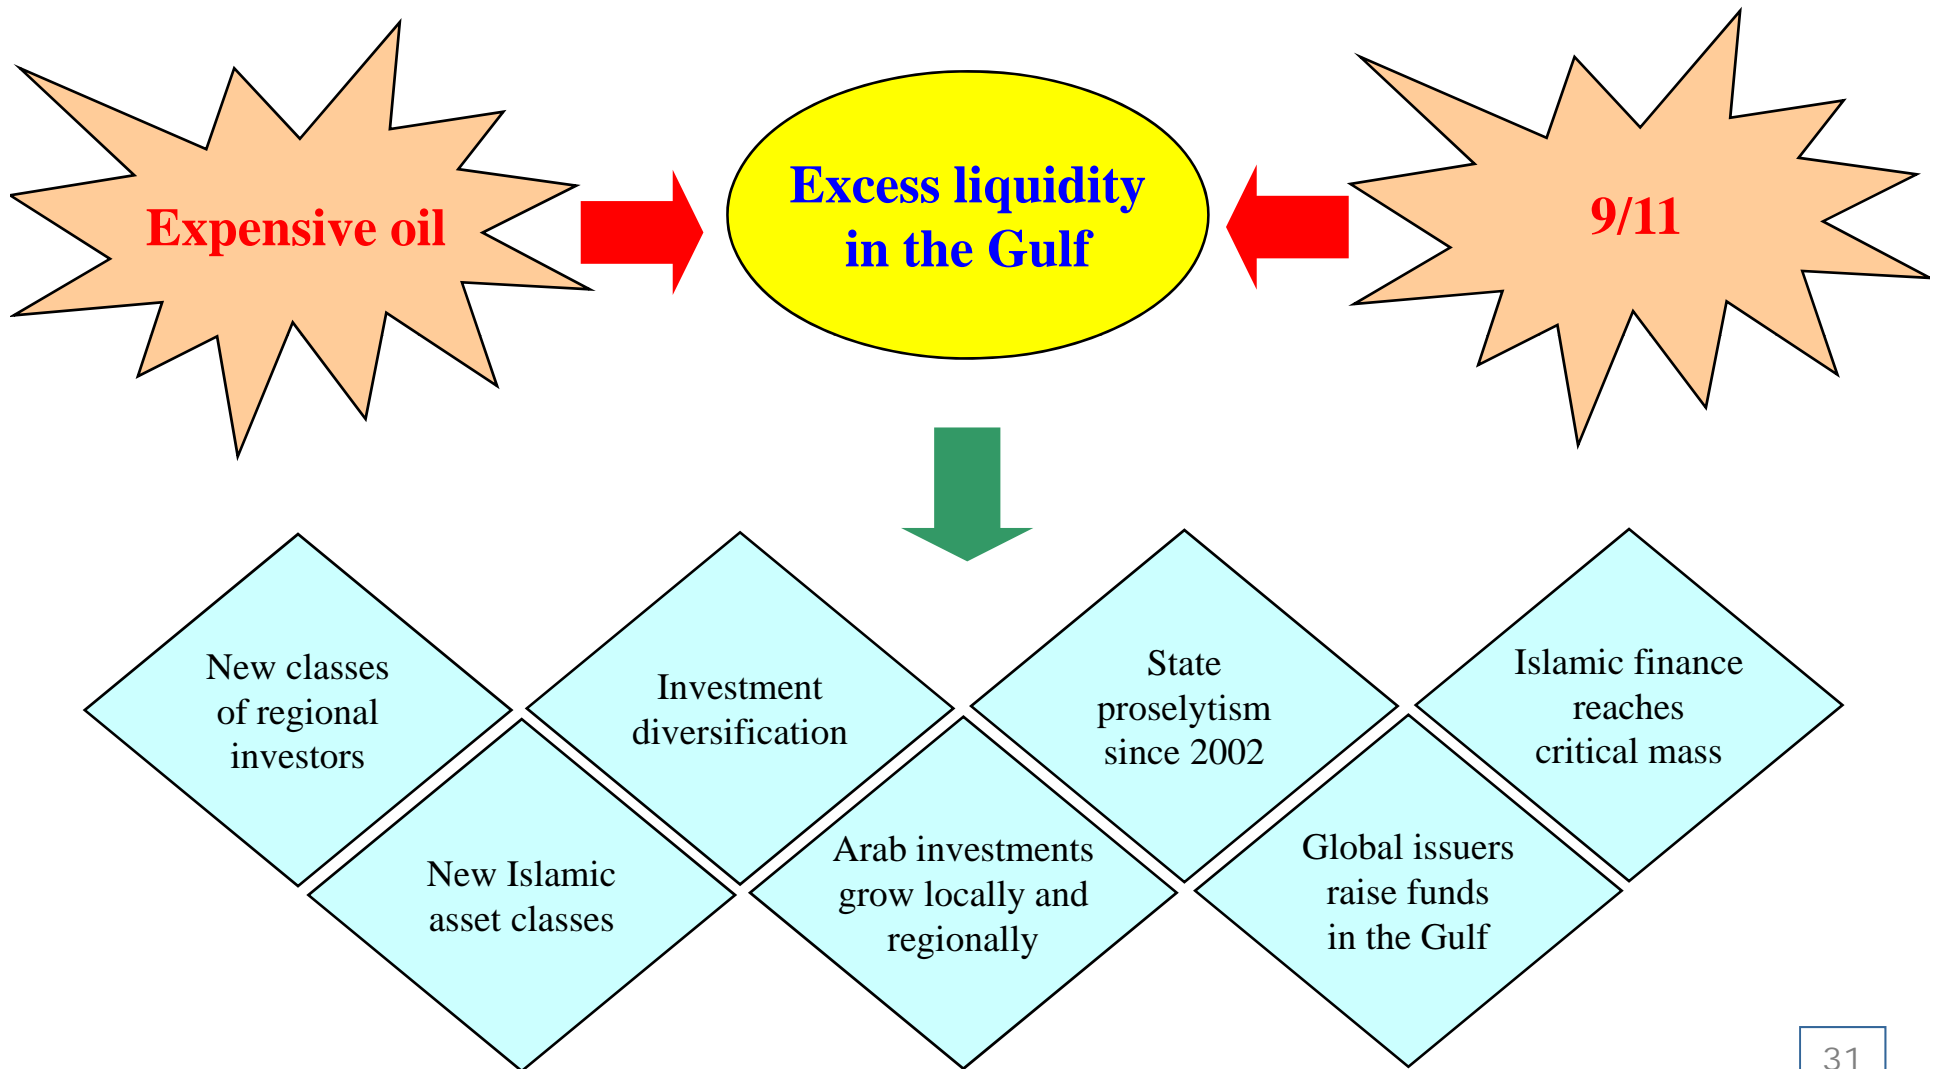 Expensive oil
Excess liquidity
in the Gulf
9/11
New classes
of regional
investors
Investment
diversification
State
proselytism
since 2002
Islamic finance
reaches
critical mass
New Islamic
asset classes
Arab investments
grow locally and
regionally
Global issuers
raise funds
in the Gulf
31